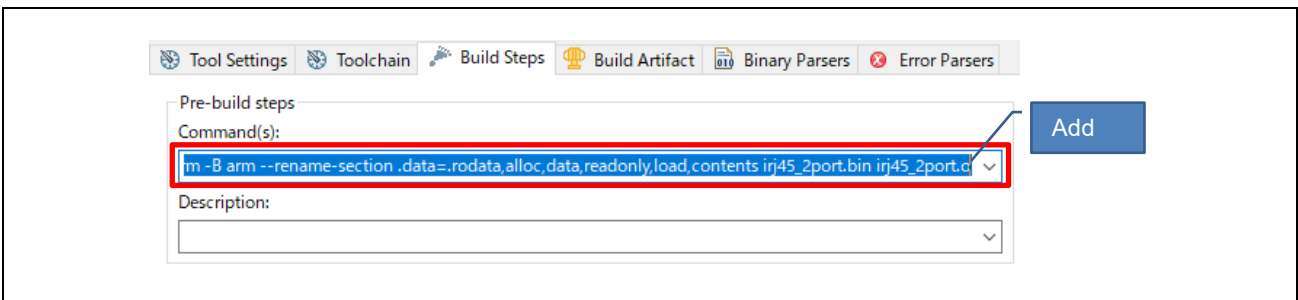 Tool Settings Toolchain Build Steps Build Artifact Binary Parsers Error Parsers
Pre-build steps
Command(s):
Add
rm -B arm --rename-section .data=.rodata,alloc,data,readonly,load,contents irj45_2port.bin irj45_2port.o
Description: